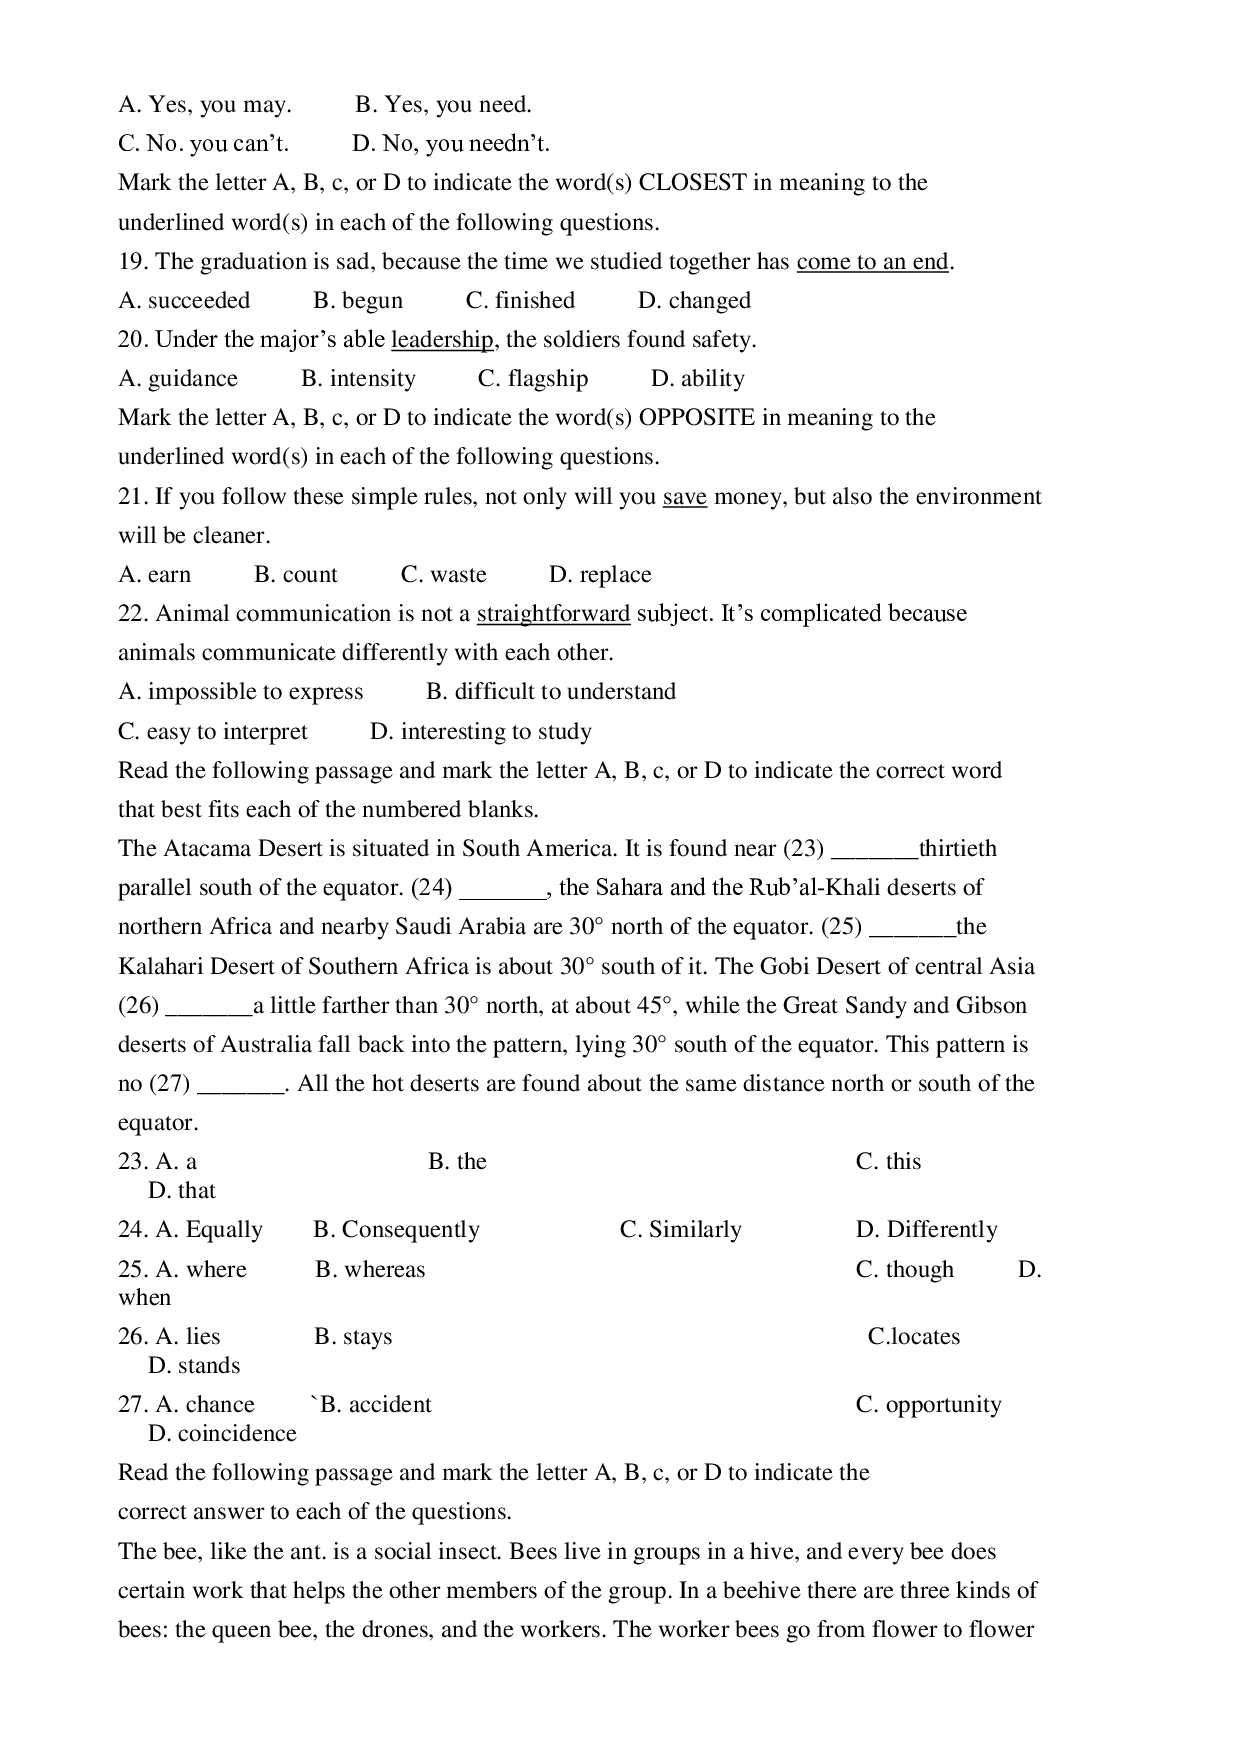 A. Yes, you may. B. Yes, you need.
C. No. you can’t. D. No, you needn’t.
Mark the letter A, B, c, or D to indicate the word(s) CLOSEST in meaning to the
underlined word(s) in each of the following questions.
19. The graduation is sad, because the time we studied together has come to an end.
A. succeeded B. begun C. finished D. changed
20. Under the major’s able leadership, the soldiers found safety.
A. guidance B. intensity C. flagship D. ability
Mark the letter A, B, c, or D to indicate the word(s) OPPOSITE in meaning to the
underlined word(s) in each of the following questions.
21. If you follow these simple rules, not only will you save money, but also the environment
will be cleaner.
A. earn B. count C. waste D. replace
22. Animal communication is not a straightforward subject. It’s complicated because
animals communicate differently with each other.
A. impossible to express B. difficult to understand
C. easy to interpret D. interesting to study
Read the following passage and mark the letter A, B, c, or D to indicate the correct word
that best fits each of the numbered blanks.
The Atacama Desert is situated in South America. It is found near (23) _______thirtieth
parallel south of the equator. (24) _______, the Sahara and the Rub’al-Khali deserts of
northern Africa and nearby Saudi Arabia are 30° north of the equator. (25) _______the
Kalahari Desert of Southern Africa is about 30° south of it. The Gobi Desert of central Asia
(26) _______a little farther than 30° north, at about 45°, while the Great Sandy and Gibson
deserts of Australia fall back into the pattern, lying 30° south of the equator. This pattern is
no (27) _______. All the hot deserts are found about the same distance north or south of the
equator.
23. A. a B. the C. this
D. that
24. A. Equally B. Consequently C. Similarly D. Differently
25. A. where B. whereas C. though D.
when
26. A. lies B. stays C.locates
D. stands
27. A. chance `B. accident C. opportunity
D. coincidence
Read the following passage and mark the letter A, B, c, or D to indicate the
correct answer to each of the questions.
The bee, like the ant. is a social insect. Bees live in groups in a hive, and every bee does
certain work that helps the other members of the group. In a beehive there are three kinds of
bees: the queen bee, the drones, and the workers. The worker bees go from flower to flower